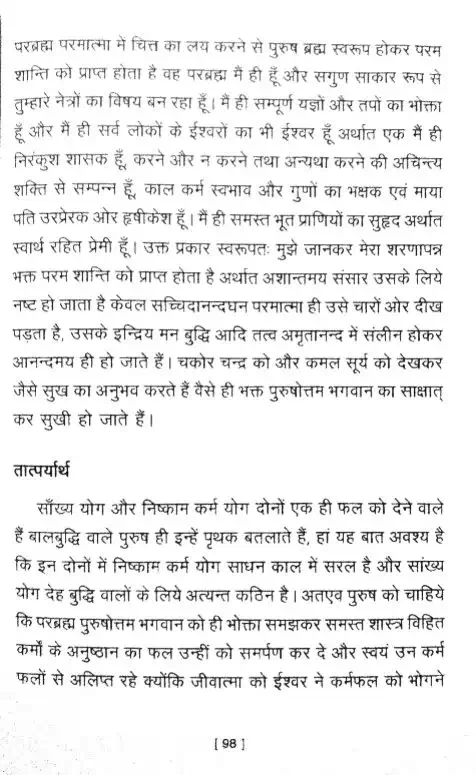 परब्रह्म परमात्मा में चित्त का लय करने से पुरुष ब्रह्म स्वरूप होकर परम
शान्ति को प्राप्त होता है वह परब्रह्म मैं ही हूँ और सगुण साकार रूप से
तुम्हारे नेत्रों का विषय बन रहा हूँ। मैं ही सम्पूर्ण यज्ञों और तपों का भोक्ता
हूँ और मैं ही सर्व लोकों के ईश्वरों का भी ईश्वर हूँ अर्थात एक मैं ही
निरंकुश शासक हूँ, करने और न करने तथा अन्यथा करने की अचिन्त्य
शक्ति से सम्पन्न हूँ, काल कर्म स्वभाव और गुणों का भक्षक एवं माया
पति उरप्रेरक ओर हृषीकेश हूँ। मैं ही समस्त भूत प्राणियों का सुहृद अर्थात
स्वार्थ रहित प्रेमी हूँ। उक्त प्रकार स्वरूपतः मुझे जानकर मेरा शरणापन्न
भक्त परम शान्ति को प्राप्त होता है अर्थात अशान्तमय संसार उसके लिये
नष्ट हो जाता है केवल सच्चिदानन्दघन परमात्मा ही उसे चारों ओर दीख
पड़ता है, उसके इन्द्रिय मन बुद्धि आदि तत्व अमृतानन्द में संलीन होकर
आनन्दमय ही हो जाते हैं। चकोर चन्द्र को और कमल सूर्य को देखकर
जैसे सुख का अनुभव करते हैं वैसे ही भक्त पुरुषोत्तम भगवान का साक्षात्
कर सुखी हो जाते हैं।
तात्पर्यार्थ
साँख्य योग और निष्काम कर्म योग दोनों एक ही फल को देने वाले
हैं बालबुद्धि वाले पुरुष ही इन्हें पृथक बतलाते हैं, हां यह बात अवश्य है
कि इन दोनों में निष्काम कर्म योग साधन काल में सरल है और सांख्य
योग देह बुद्धि वालों के लिये अत्यन्त कठिन है। अतएव पुरुष को चाहिये
कि परब्रह्म पुरुषोत्तम भगवान को ही भोक्ता समझकर समस्त शास्त्र विहित
कर्मों के अनुष्ठान का फल उन्हीं को समर्पण कर दे और स्वयं उन कर्म
फलों से अलिप्त रहे क्योंकि जीवात्मा को ईश्वर ने कर्मफल को भोगने
[ 98 ]